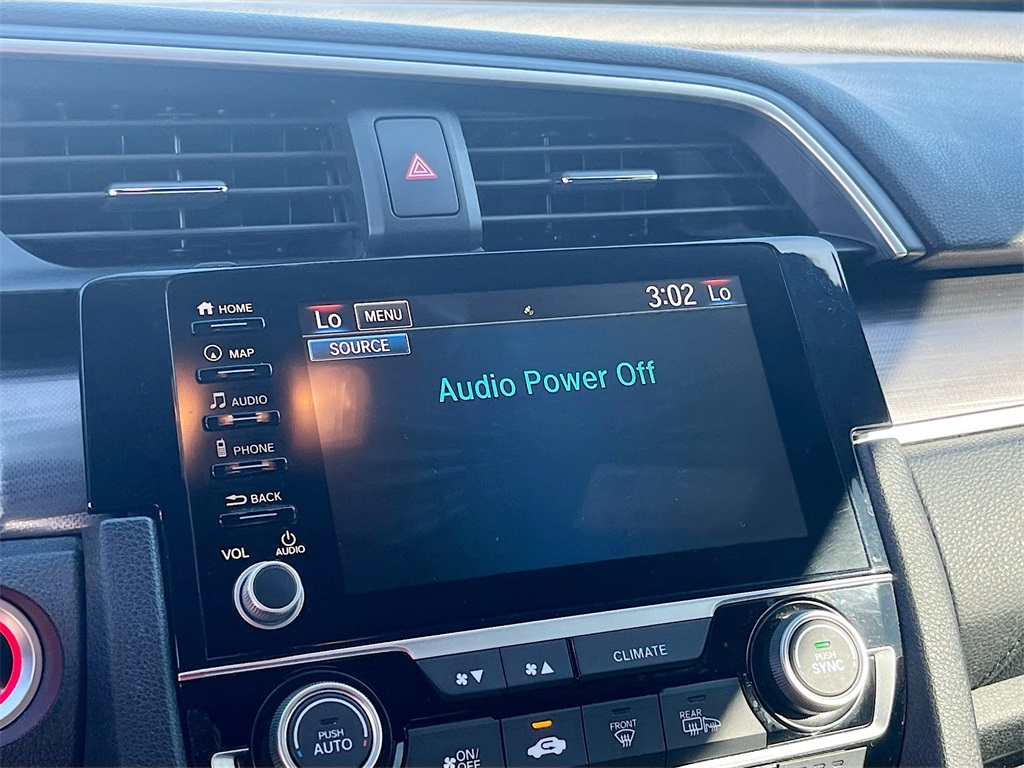 HOME
Lo MENU 3:02 Lo
SOURCE
MAP
Audio Power Off
AUDIO
PHONE
BACK
VOL AUDIO
CLIMATE
PUSH
SYNC
PUSH
AUTO
ON/
OFF
FRONT
REAR